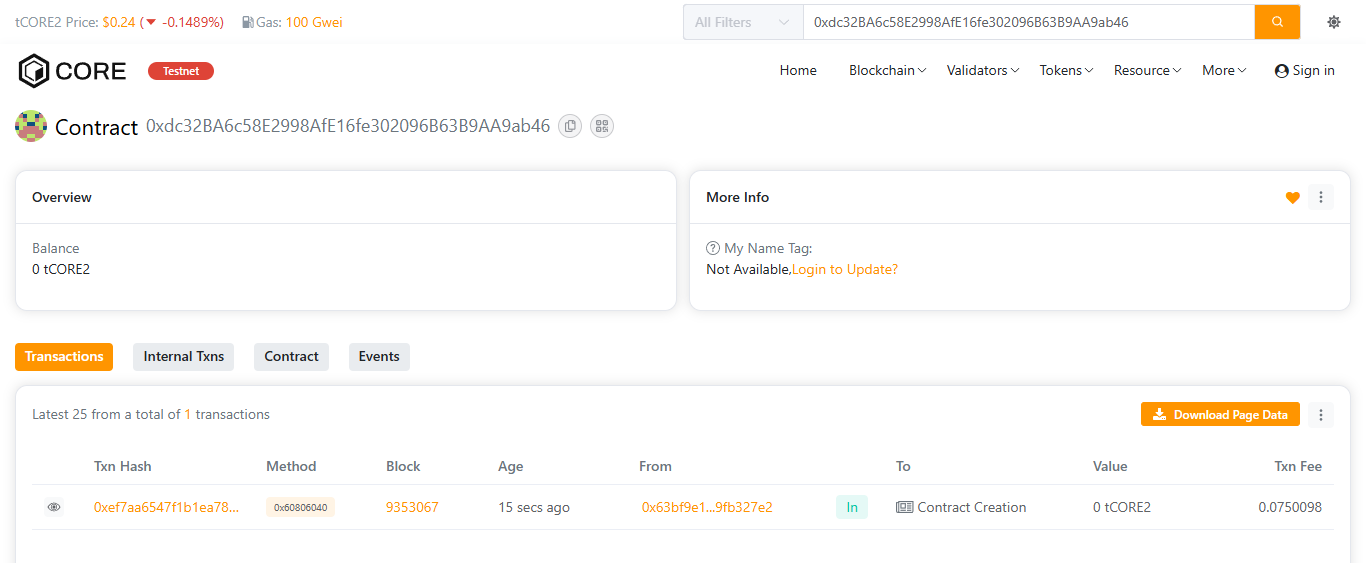 tCORE2 Price: $0.24 ( -0.1489%) Gas: 100 Gwei All Filters 0xdc32BA6c58E2998AfE16fe302096B63B9AA9ab46
CORE Testnet Home Blockchain Validators Tokens Resource More Sign in
Contract 0xdc32BA6c58E2998AfE16fe302096B63B9AA9ab46
Overview
Balance
0 tCORE2
More Info
My Name Tag:
Not Available,Login to Update?
Transactions Internal Txns Contract Events
Latest 25 from a total of 1 transactions Download Page Data
Txn Hash Method Block Age From To Value Txn Fee
0xef7aa6547f1b1ea78... 0x60806040 9353067 15 secs ago 0x63bf9e1...9fb327e2 In Contract Creation 0 tCORE2 0.0750098